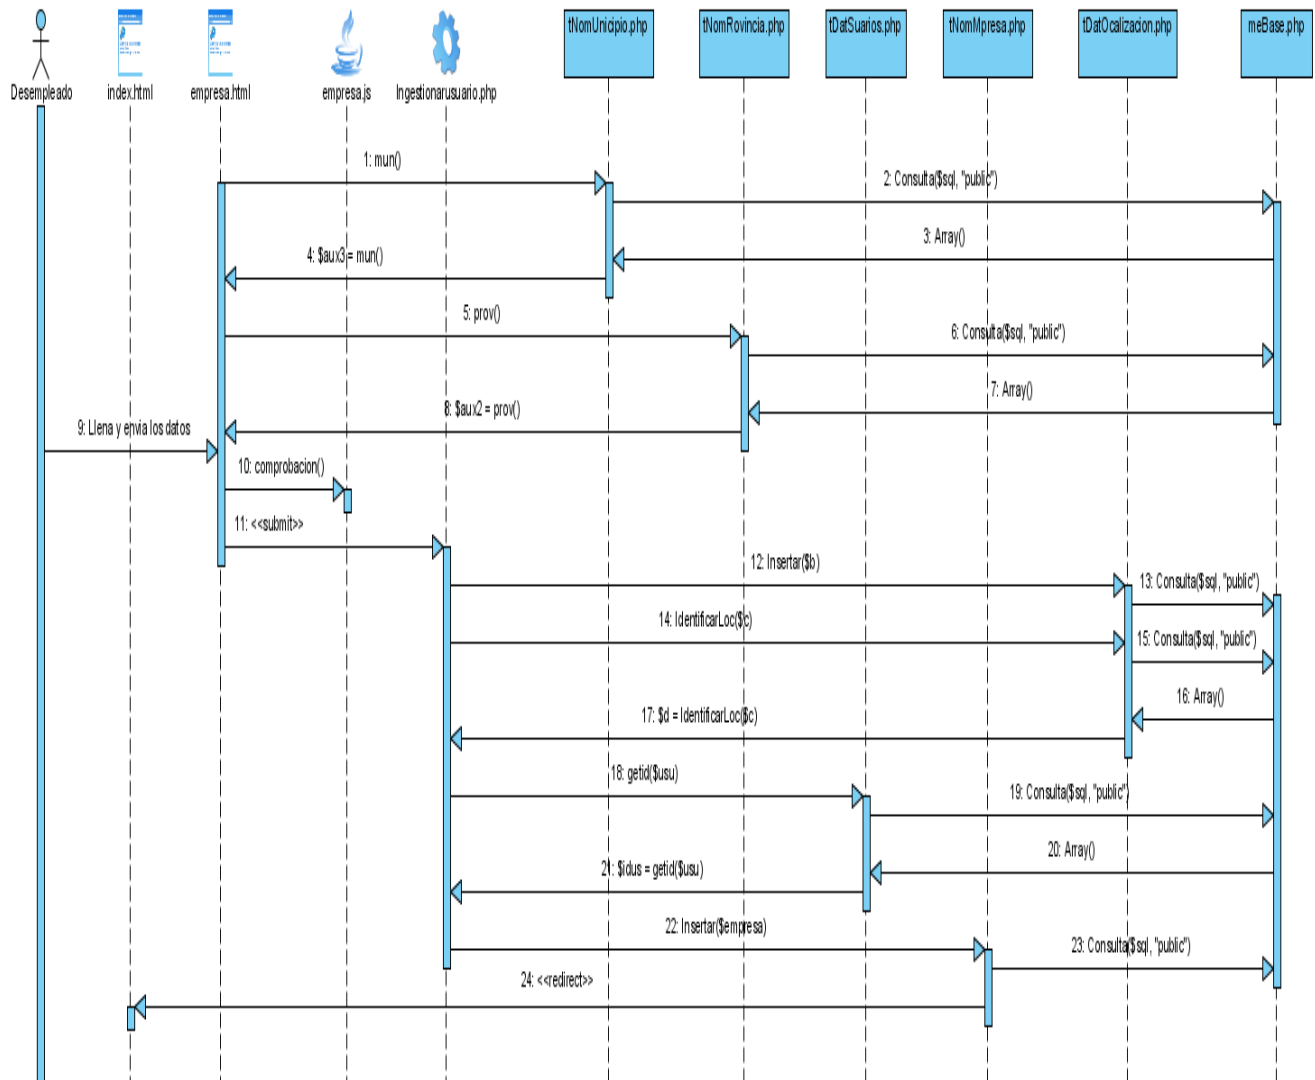 tNomUnicipio.php
tNomRovincia.php
tDatSuarios.php
tNomMpresa.php
tDatOcalizacion.php
meBase.php
Desempleado
index.html
empresa.html
empresa.js
Ingestionarusuario.php
1: mun()
2: Consulta($sql, "public")
3: Array()
4: $aux3 = mun()
5: prov()
6: Consulta($sql, "public")
7: Array()
8: $aux2 = prov()
9: Llena y envia los datos
10: comprobacion()
11: <<submit>>
12: Insertar($b)
13: Consulta($sql, "public")
14: IdentificarLoc($c)
15: Consulta($sql, "public")
16: Array()
17: $d = IdentificarLoc($c)
18: getid($usu)
19: Consulta($sql, "public")
20: Array()
21: $idus = getid($usu)
22: Insertar($empresa)
23: Consulta($sql, "public")
24: <<redirect>>